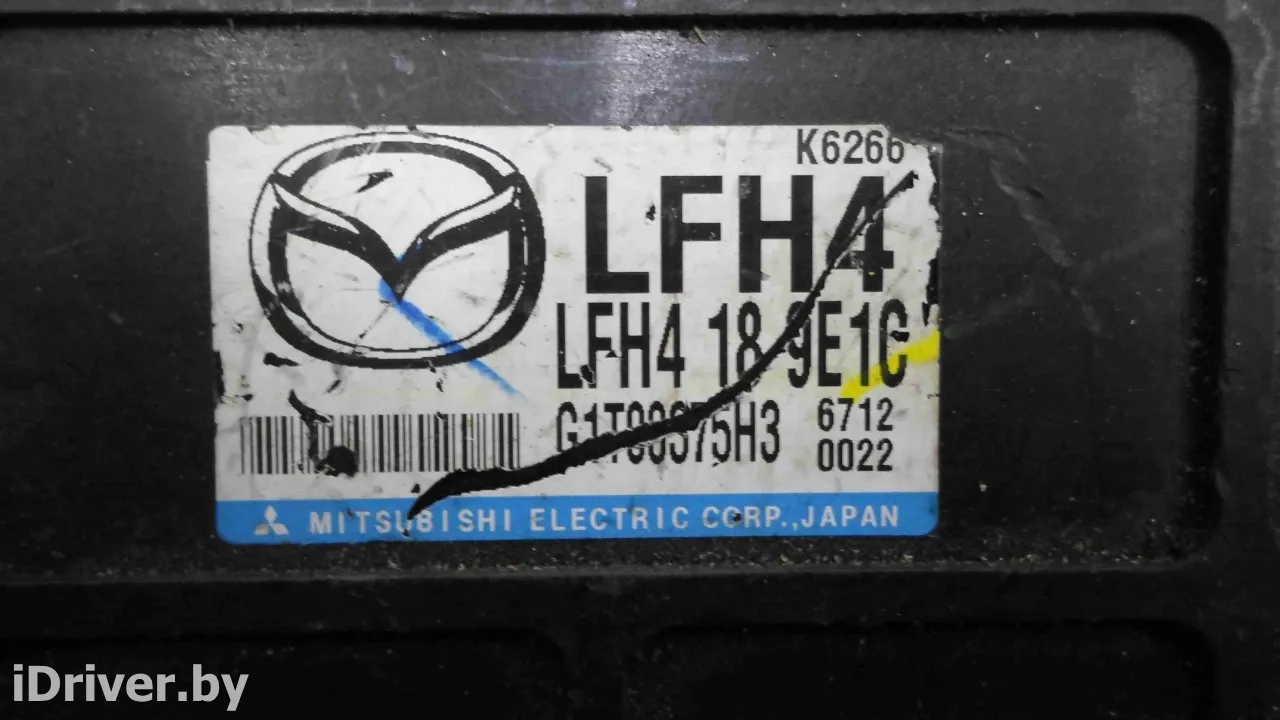 K6266
LFH4
LFH4 18 9E1C
6712
0022
MITSUBISHI ELECTRIC CORP.,JAPAN
iDriver.by